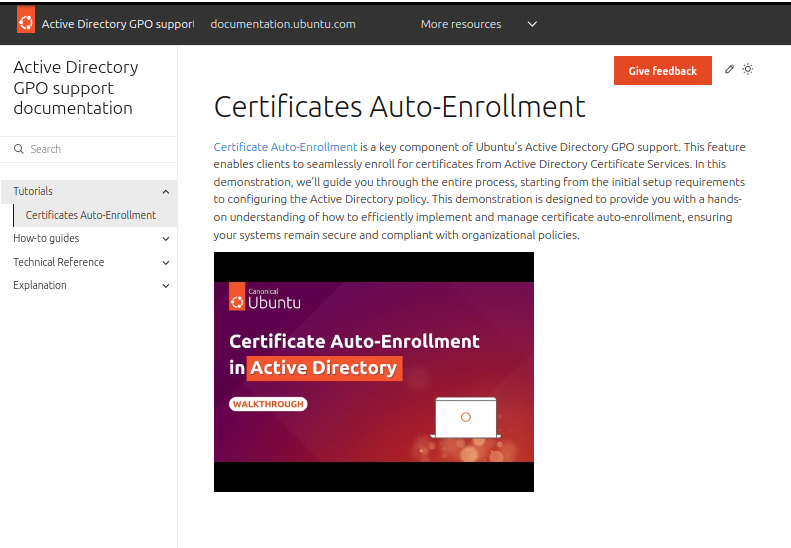 Active Directory GPO support
documentation.ubuntu.com
More resources
Active Directory
GPO support
documentation
Search
Tutorials
Certificates Auto-Enrollment
How-to guides
Technical Reference
Explanation
Give feedback
Certificates Auto-Enrollment
Certificate Auto-Enrollment is a key component of Ubuntu's Active Directory GPO support. This feature
enables clients to seamlessly enroll for certificates from Active Directory Certificate Services. In this
demonstration, we'll guide you through the entire process, starting from the initial setup requirements
to configuring the Active Directory policy. This demonstration is designed to provide you with a hands-
on understanding of how to efficiently implement and manage certificate auto-enrollment, ensuring
your systems remain secure and compliant with organizational policies.
Canonical
Ubuntu
Certificate Auto-Enrollment
in Active Directory
WALKTHROUGH